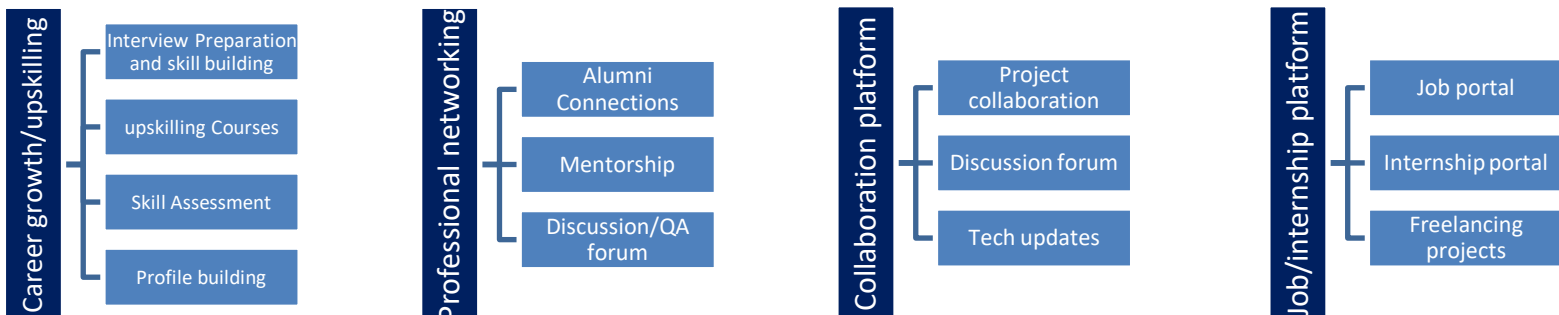 Career growth/upskilling
Interview Preparation
and skill building
upskilling Courses
Skill Assessment
Profile building
Professional networking
Alumni
Connections
Mentorship
Discussion/QA
forum
Collaboration platform
Project
collaboration
Discussion forum
Tech updates
Job/internship platform
Job portal
Internship portal
Freelancing
projects